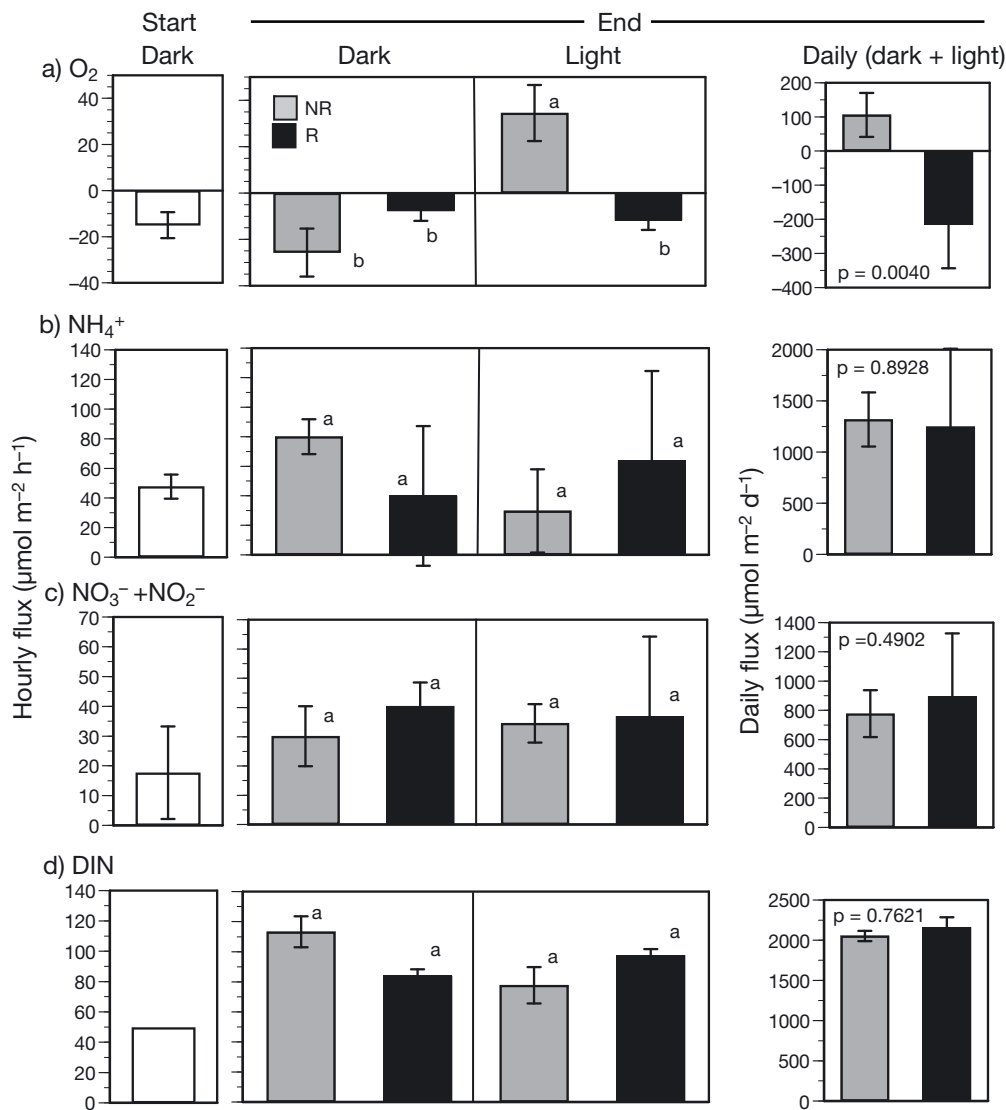 Start
End
Dark
Dark
Light
Daily (dark + light)
a) O₂
2
40
20
0
−20
−40
NR
R
b
b
a
b
200
100
0
−100
−200
−300
−400
p = 0.0040
b) NH₄⁺
140
120
100
80
60
40
20
0
a
a
a
a
2000
1500
1000
500
0
p = 0.8928
Hourly flux (µmol m⁻² h⁻¹)
Daily flux (µmol m⁻² d⁻¹)
c) NO₃⁻ +NO₂⁻
70
60
50
40
30
20
10
0
a
a
a
a
1400
1200
1000
800
600
400
200
0
p =0.4902
d) DIN
140
120
100
80
60
40
20
0
a
a
a
a
2500
2000
1500
1000
500
0
p = 0.7621